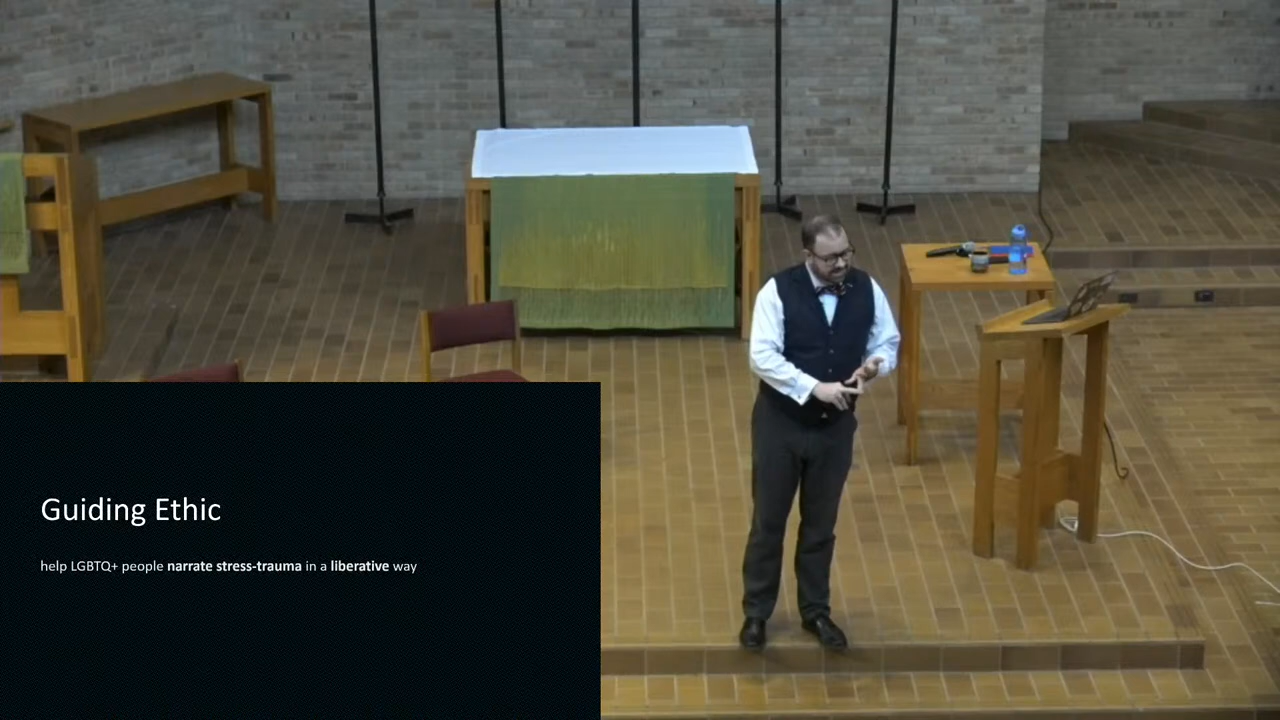 Guiding Ethic
help LGBTQ+ people narrate stress-trauma in a liberative way